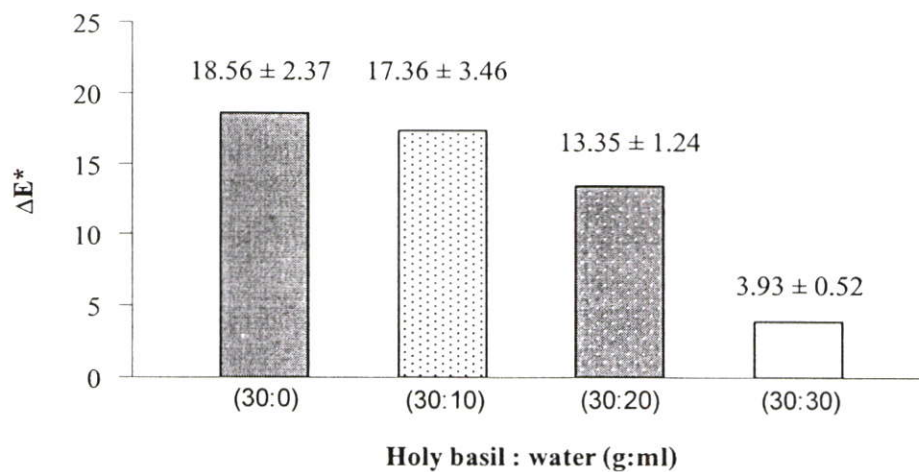 25
20
15
10
5
0
ΔE*
18.56 ± 2.37
17.36 ± 3.46
13.35 ± 1.24
3.93 ± 0.52
(30:0)
(30:10)
(30:20)
(30:30)
Holy basil : water (g:ml)